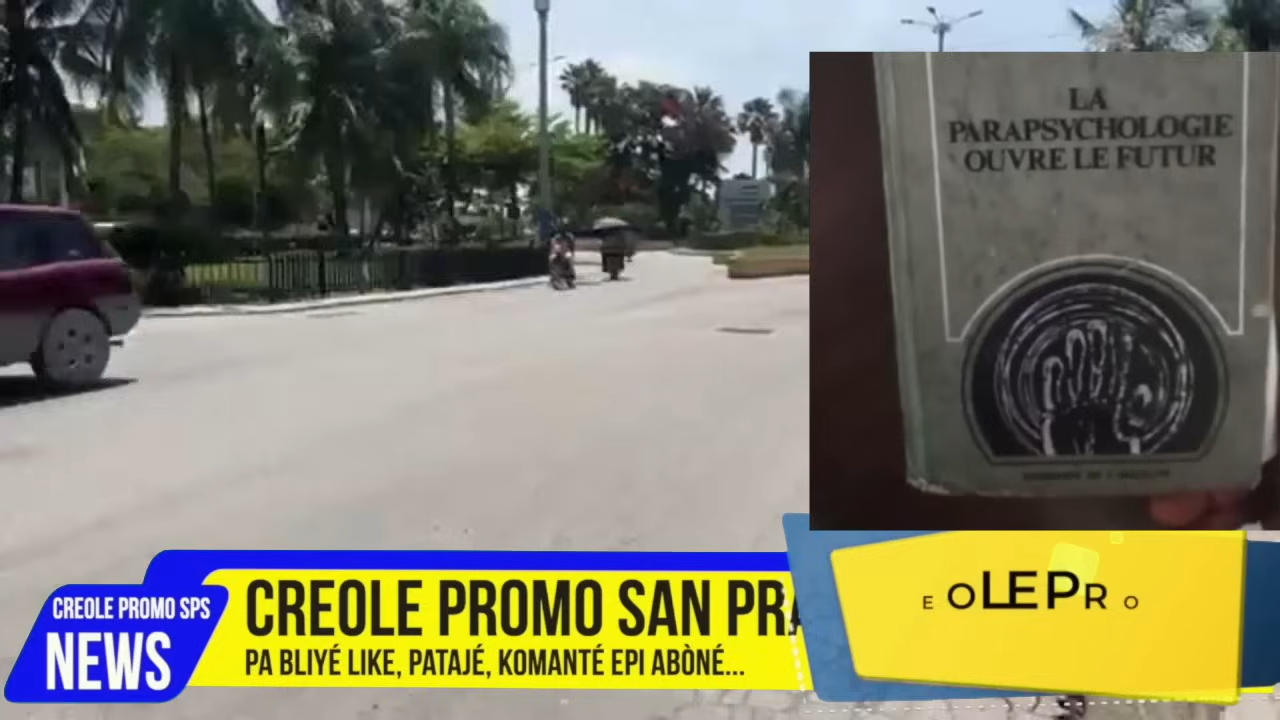 LA
PARAPSYCHOLOGIE
OUVRE LE FUTUR
CREOLE PROMO SPS
NEWS
CREOLE PROMO SAN PRA
PA BLIYÉ LIKE, PATAJÉ, KOMANTÉ EPI ABÒNÉ...
E OLEPR O